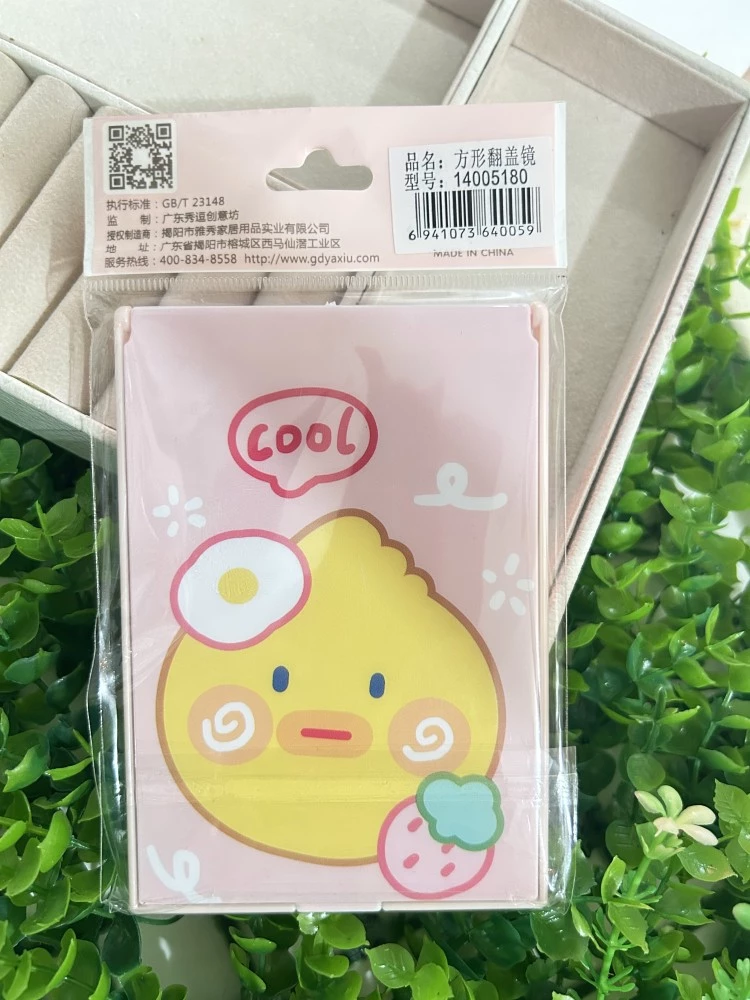 执行标准：GB/T 23148
监 制：广东秀逗创意坊
授权制造商：揭阳市雅秀家居用品实业有限公司
地 址：广东省揭阳市榕城区西马仙滘工业区
服务热线：400-834-8558 http://www.gdyaxiu.com
品名：方形翻盖镜
型号：14005180
6 941073 640059
MADE IN CHINA
COOL